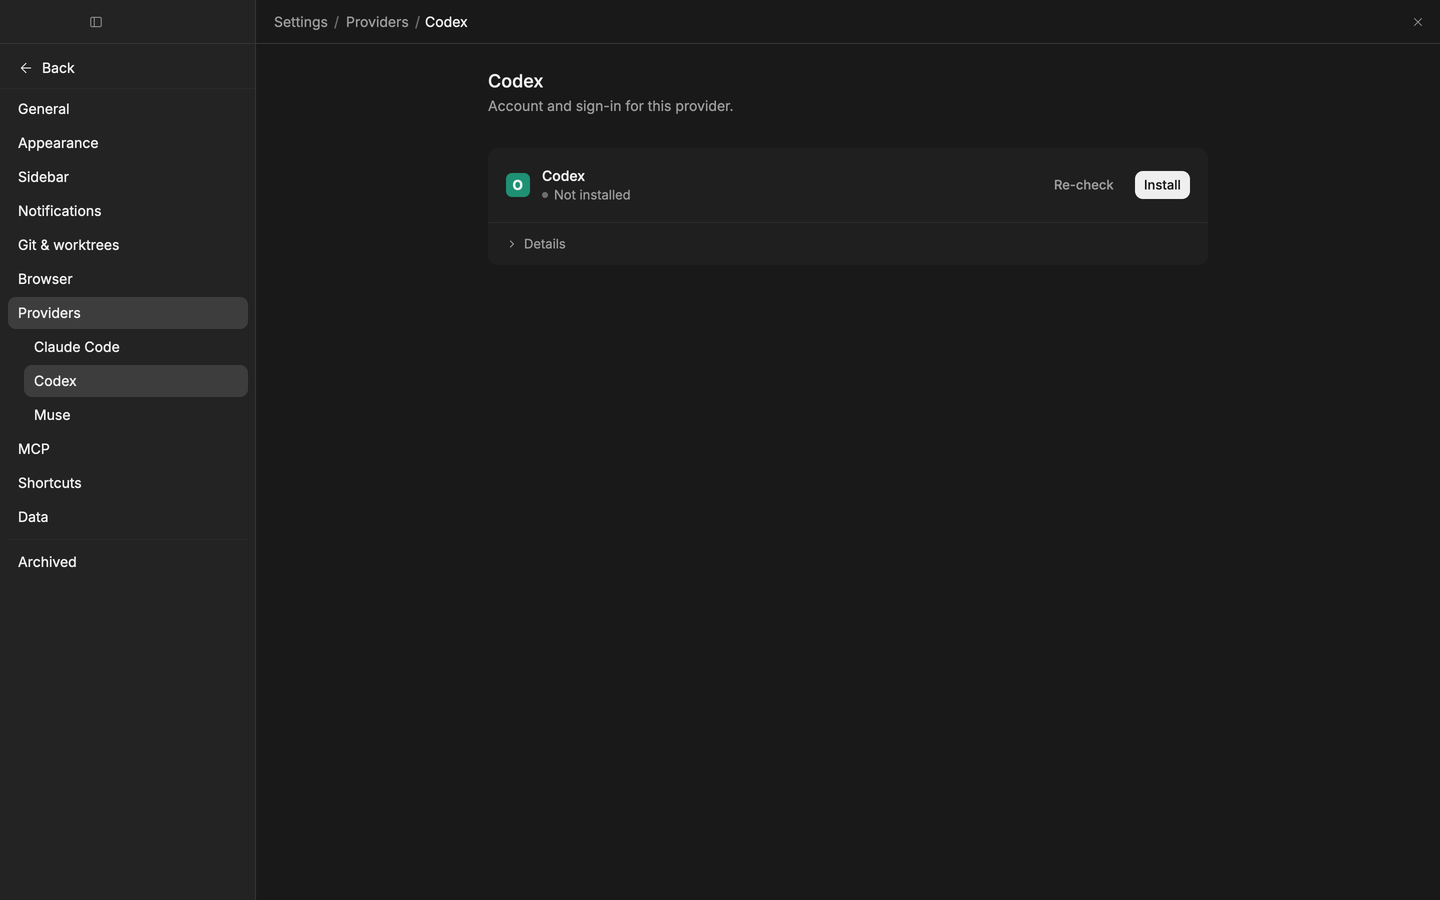 Settings / Providers / Codex
Back
General
Appearance
Sidebar
Notifications
Git & worktrees
Browser
Providers
Claude Code
Codex
Muse
MCP
Shortcuts
Data
Archived
Codex
Account and sign-in for this provider.
O
Codex
Not installed
Re-check
Install
Details